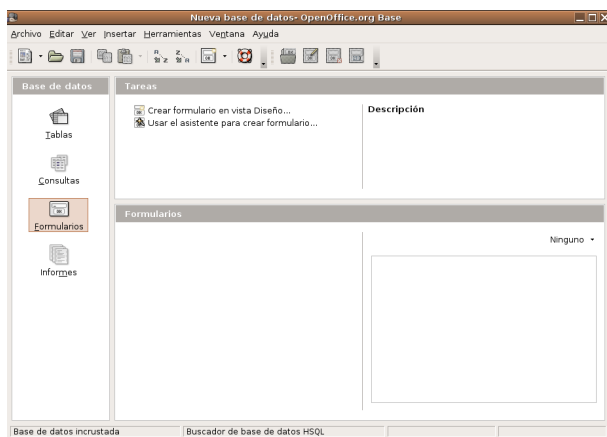 Nueva base de datos- OpenOffice.org Base
Archivo Editar Ver Insertar Herramientas Ventana Ayuda
Base de datos
Tareas
Tablas
Consultas
Formularios
Informes
Crear formulario en vista Diseño...
Usar el asistente para crear formulario...
Descripción
Formularios
Ninguno
Base de datos incrustada
Buscador de base de datos HSQL